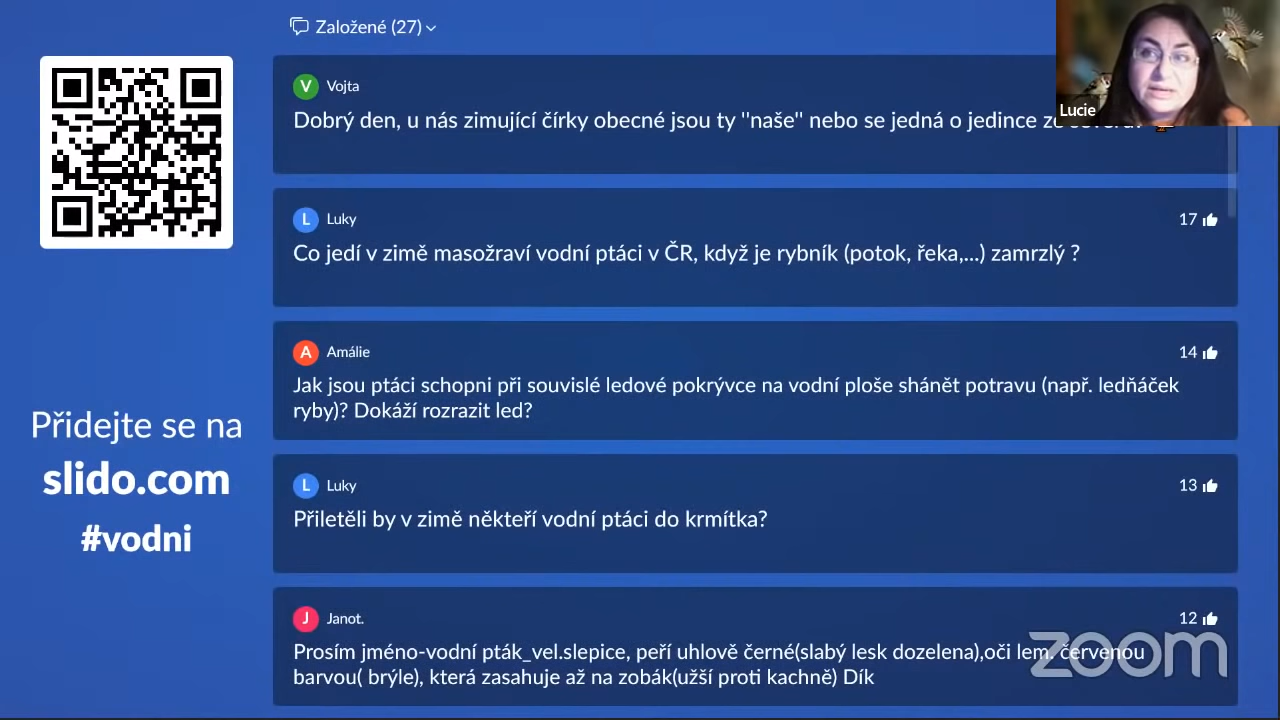 Založené (27)
V Vojta
Dobrý den, u nás zimující čírky obecné jsou ty "naše" nebo se jedná o jedince ze
Lucie
L Luky
17
Co jedí v zimě masožraví vodní ptáci v ČR, když je rybník (potok, řeka,...) zamrzlý ?
A Amálie
14
Jak jsou ptáci schopni při souvislé ledové pokrývce na vodní ploše shánět potravu (např. ledňáček
ryby)? Dokáží rozrazit led?
Přidejte se na
slido.com
#vodni
L Luky
13
Přiletěli by v zimě někteří vodní ptáci do krmítka?
J Janot.
12
Prosím jméno-vodní pták_vel.slepice, peří uhlově černé(slabý lesk dozelena),oči lem. červenou
barvou( brýle), která zasahuje až na zobák(užší proti kachně) Dík
zoom